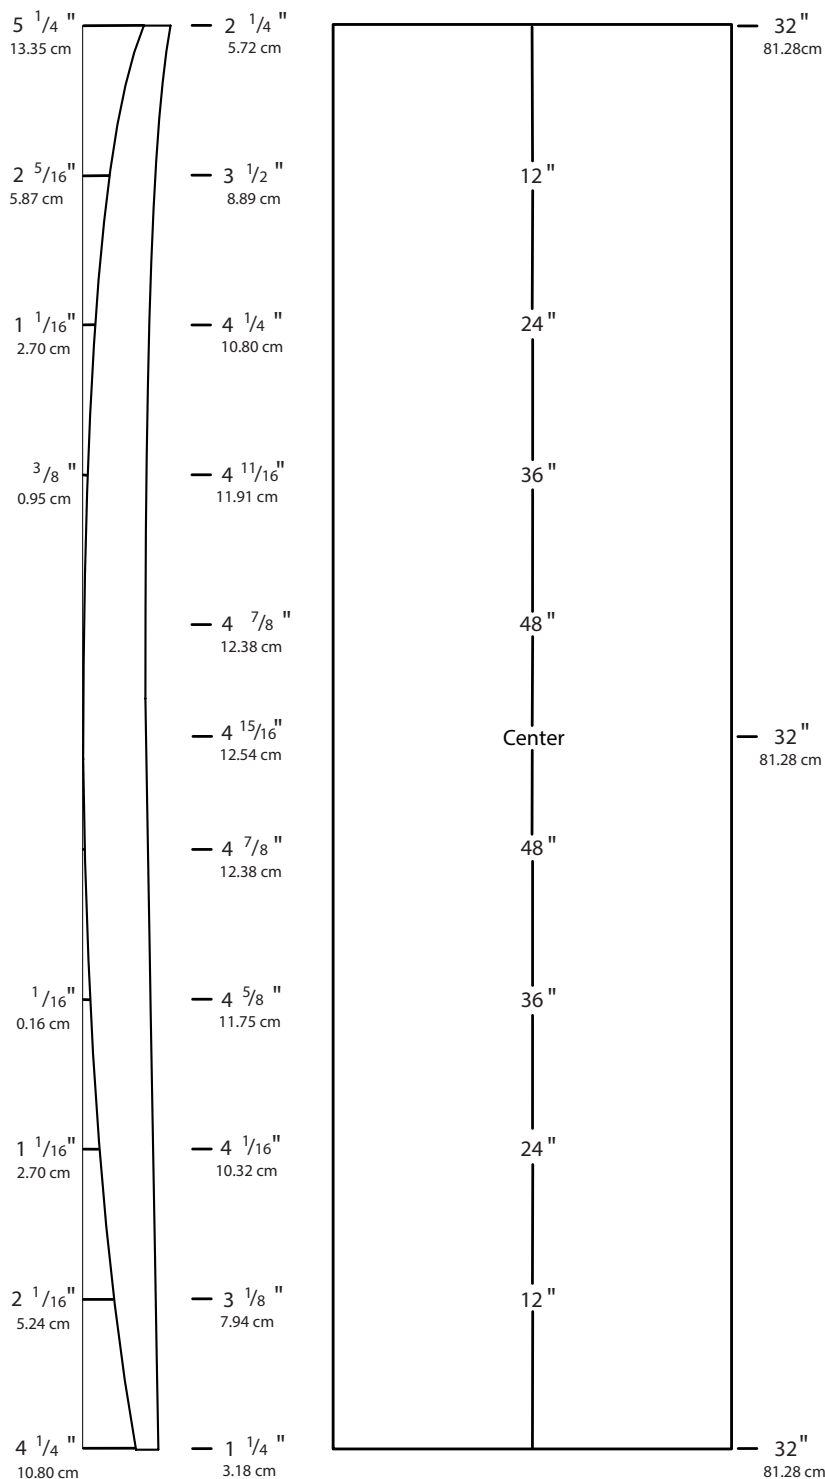 5 1/4 " 2 1/4 " 32"
13.35 cm 5.72 cm 81.28cm
2 5/16" 3 1/2 " 12"
5.87 cm 8.89 cm
1 1/16" 4 1/4 " 24"
2.70 cm 10.80 cm
3/8 " 4 11/16" 36"
0.95 cm 11.91 cm
4 7/8 " 48"
12.38 cm
4 15/16" Center 32"
12.54 cm 81.28 cm
4 7/8 " 48"
12.38 cm
1/16" 4 5/8 " 36"
0.16 cm 11.75 cm
1 1/16" 4 1/16" 24"
2.70 cm 10.32 cm
2 1/16" 3 1/8 " 12"
5.24 cm 7.94 cm
4 1/4 " 1 1/4 " 32"
10.80 cm 3.18 cm 81.28 cm